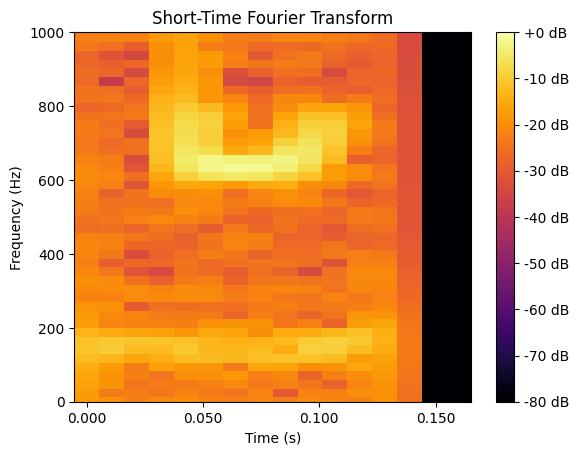 Short-Time Fourier Transform
1000
800
600
400
200
0
Frequency (Hz)
0.000
0.050
0.100
0.150
Time (s)
+0 dB
-10 dB
-20 dB
-30 dB
-40 dB
-50 dB
-60 dB
-70 dB
-80 dB